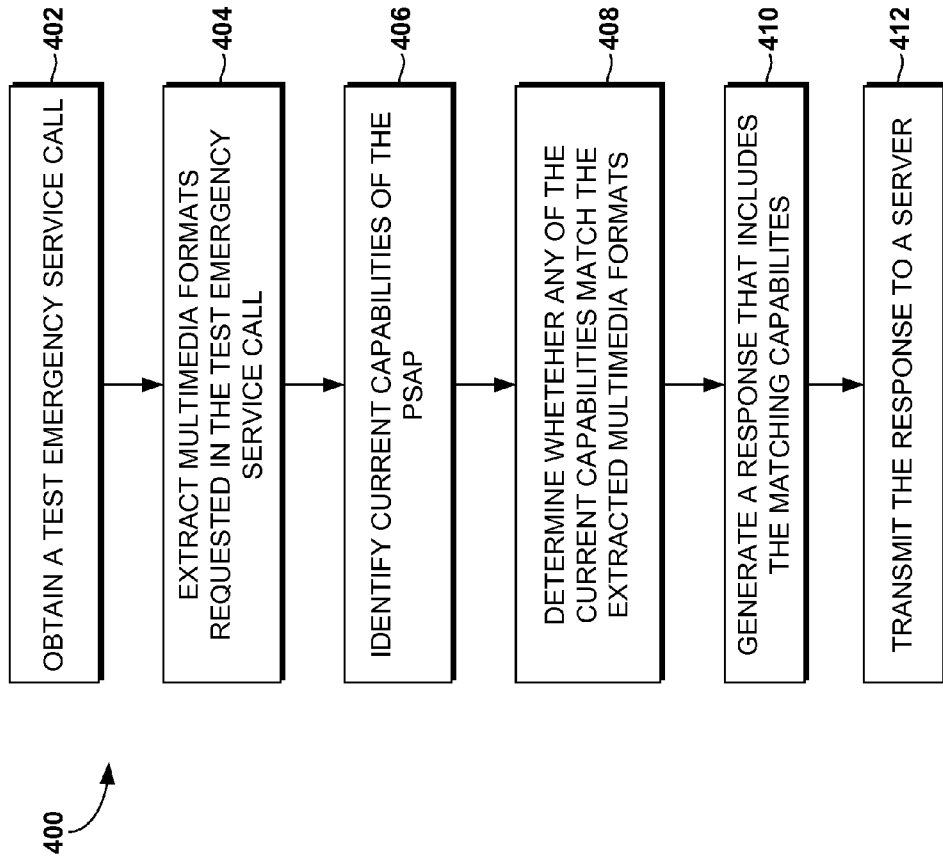 400
OBTAIN A TEST EMERGENCY SERVICE CALL
402
EXTRACT MULTIMEDIA FORMATS
REQUESTED IN THE TEST EMERGENCY
SERVICE CALL
404
IDENTIFY CURRENT CAPABILITIES OF THE
PSAP
406
DETERMINE WHETEHER ANY OF THE
CURRENT CAPABILITIES MATCH THE
EXTRACTED MULTIMEDIA FORMATS
408
GENERATE A RESPONSE THAT INCLUDES
THE MATCHING CAPABILITES
410
TRANSMIT THE RESPONSE TO A SERVER
412